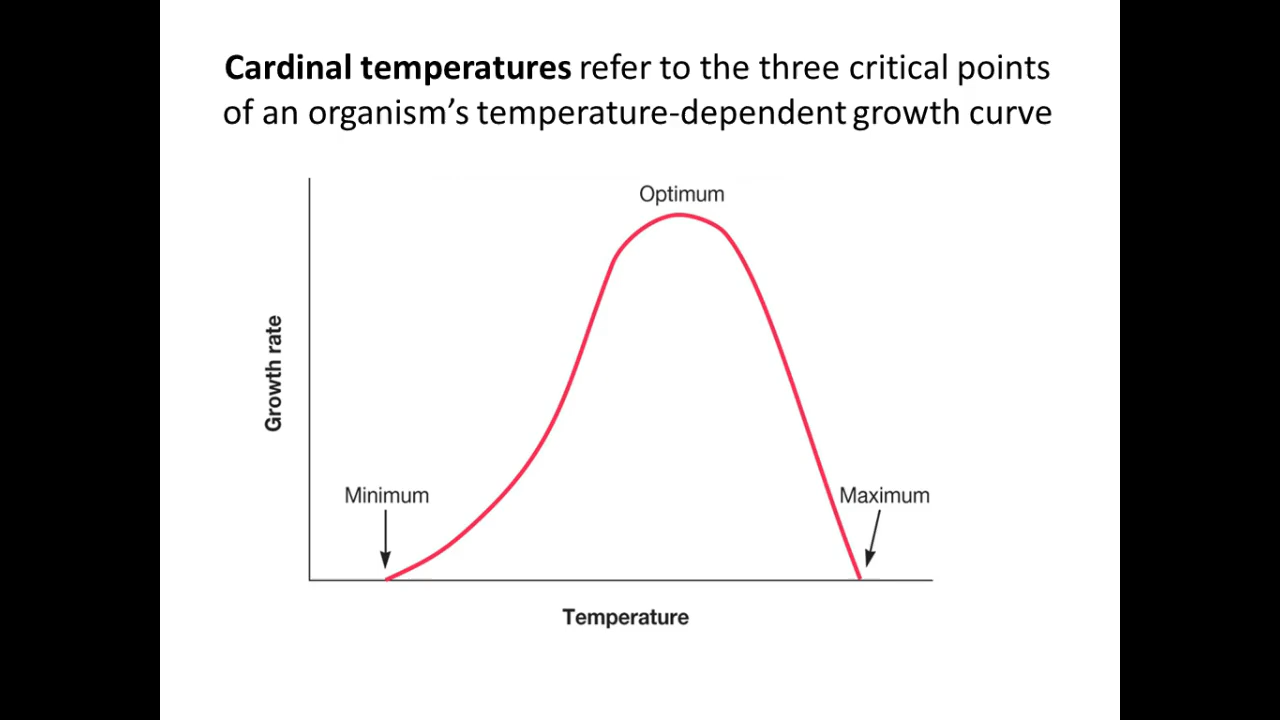 Cardinal temperatures refer to the three critical points
of an organism’s temperature-dependent growth curve
Optimum
Growth rate
Minimum
Maximum
Temperature